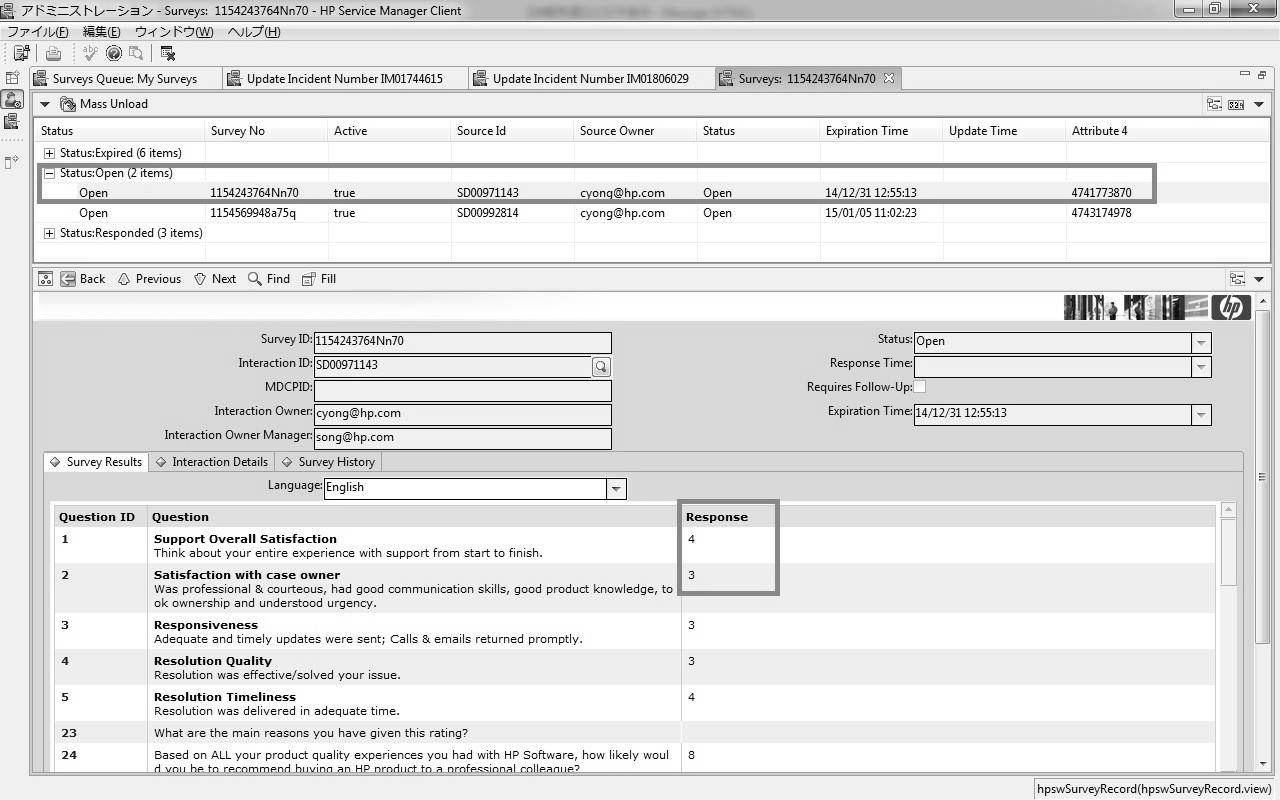 アドミニストレーション - Surveys: 1154243764Nn70 - HP Service Manager Client
ファイル(F) 編集(E) ウィンドウ(W) ヘルプ(H)
Surveys Queue: My Surveys Update Incident Number IM01744615 Update Incident Number IM01806029 Surveys: 1154243764Nn70
Mass Unload
Status Survey No Active Source Id Source Owner Status Expiration Time Update Time Attribute 4
Status:Expired (6 items)
Status:Open (2 items)
Open 1154243764Nn70 true SD00971143 cyong@hp.com Open 14/12/31 12:55:13 4741773870
Open 1154569948a75q true SD00992814 cyong@hp.com Open 15/01/05 11:02:23 4743174978
Status:Responded (3 items)
Back Previous Next Find Fill
hp
Survey ID: 1154243764Nn70 Status: Open
Interaction ID: SD00971143 Response Time:
MDCPID: Requires Follow-Up:
Interaction Owner: cyong@hp.com Expiration Time: 14/12/31 12:55:13
Interaction Owner Manager: song@hp.com
Survey Results Interaction Details Survey History
Language: English
Question ID Question Response
1 Support Overall Satisfaction 4
Think about your entire experience with support from start to finish.
2 Satisfaction with case owner 3
Was professional & courteous, had good communication skills, good product knowledge, to
ok ownership and understood urgency.
3 Responsiveness 3
Adequate and timely updates were sent; Calls & emails returned promptly.
4 Resolution Quality 3
Resolution was effective/solved your issue.
5 Resolution Timeliness 4
Resolution was delivered in adequate time.
23 What are the main reasons you have given this rating?
24 Based on ALL your product quality experiences you had with HP Software, how likely woul 8
d you be to recommend buying an HP product to a professional colleague?
hpswSurveyRecord(hpswSurveyRecord.view)